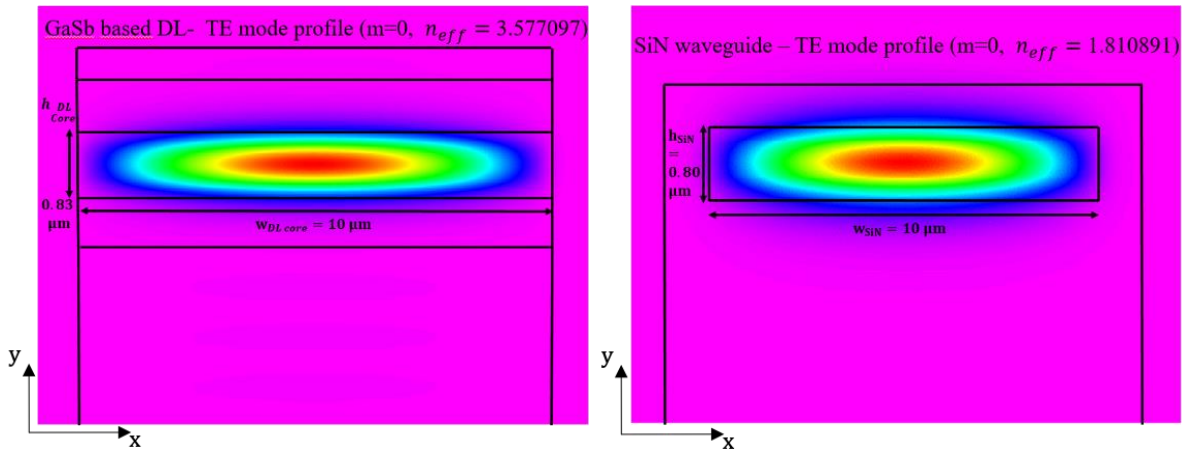 GaSb based DL- TE mode profile (m=0, n_eff = 3.577097)
h DL Core
0.83 μm
w_DL core = 10 μm
y
x
SiN waveguide – TE mode profile (m=0, n_eff = 1.810891)
h_SiN
=
0.80
μm
w_SiN = 10 μm
y
x